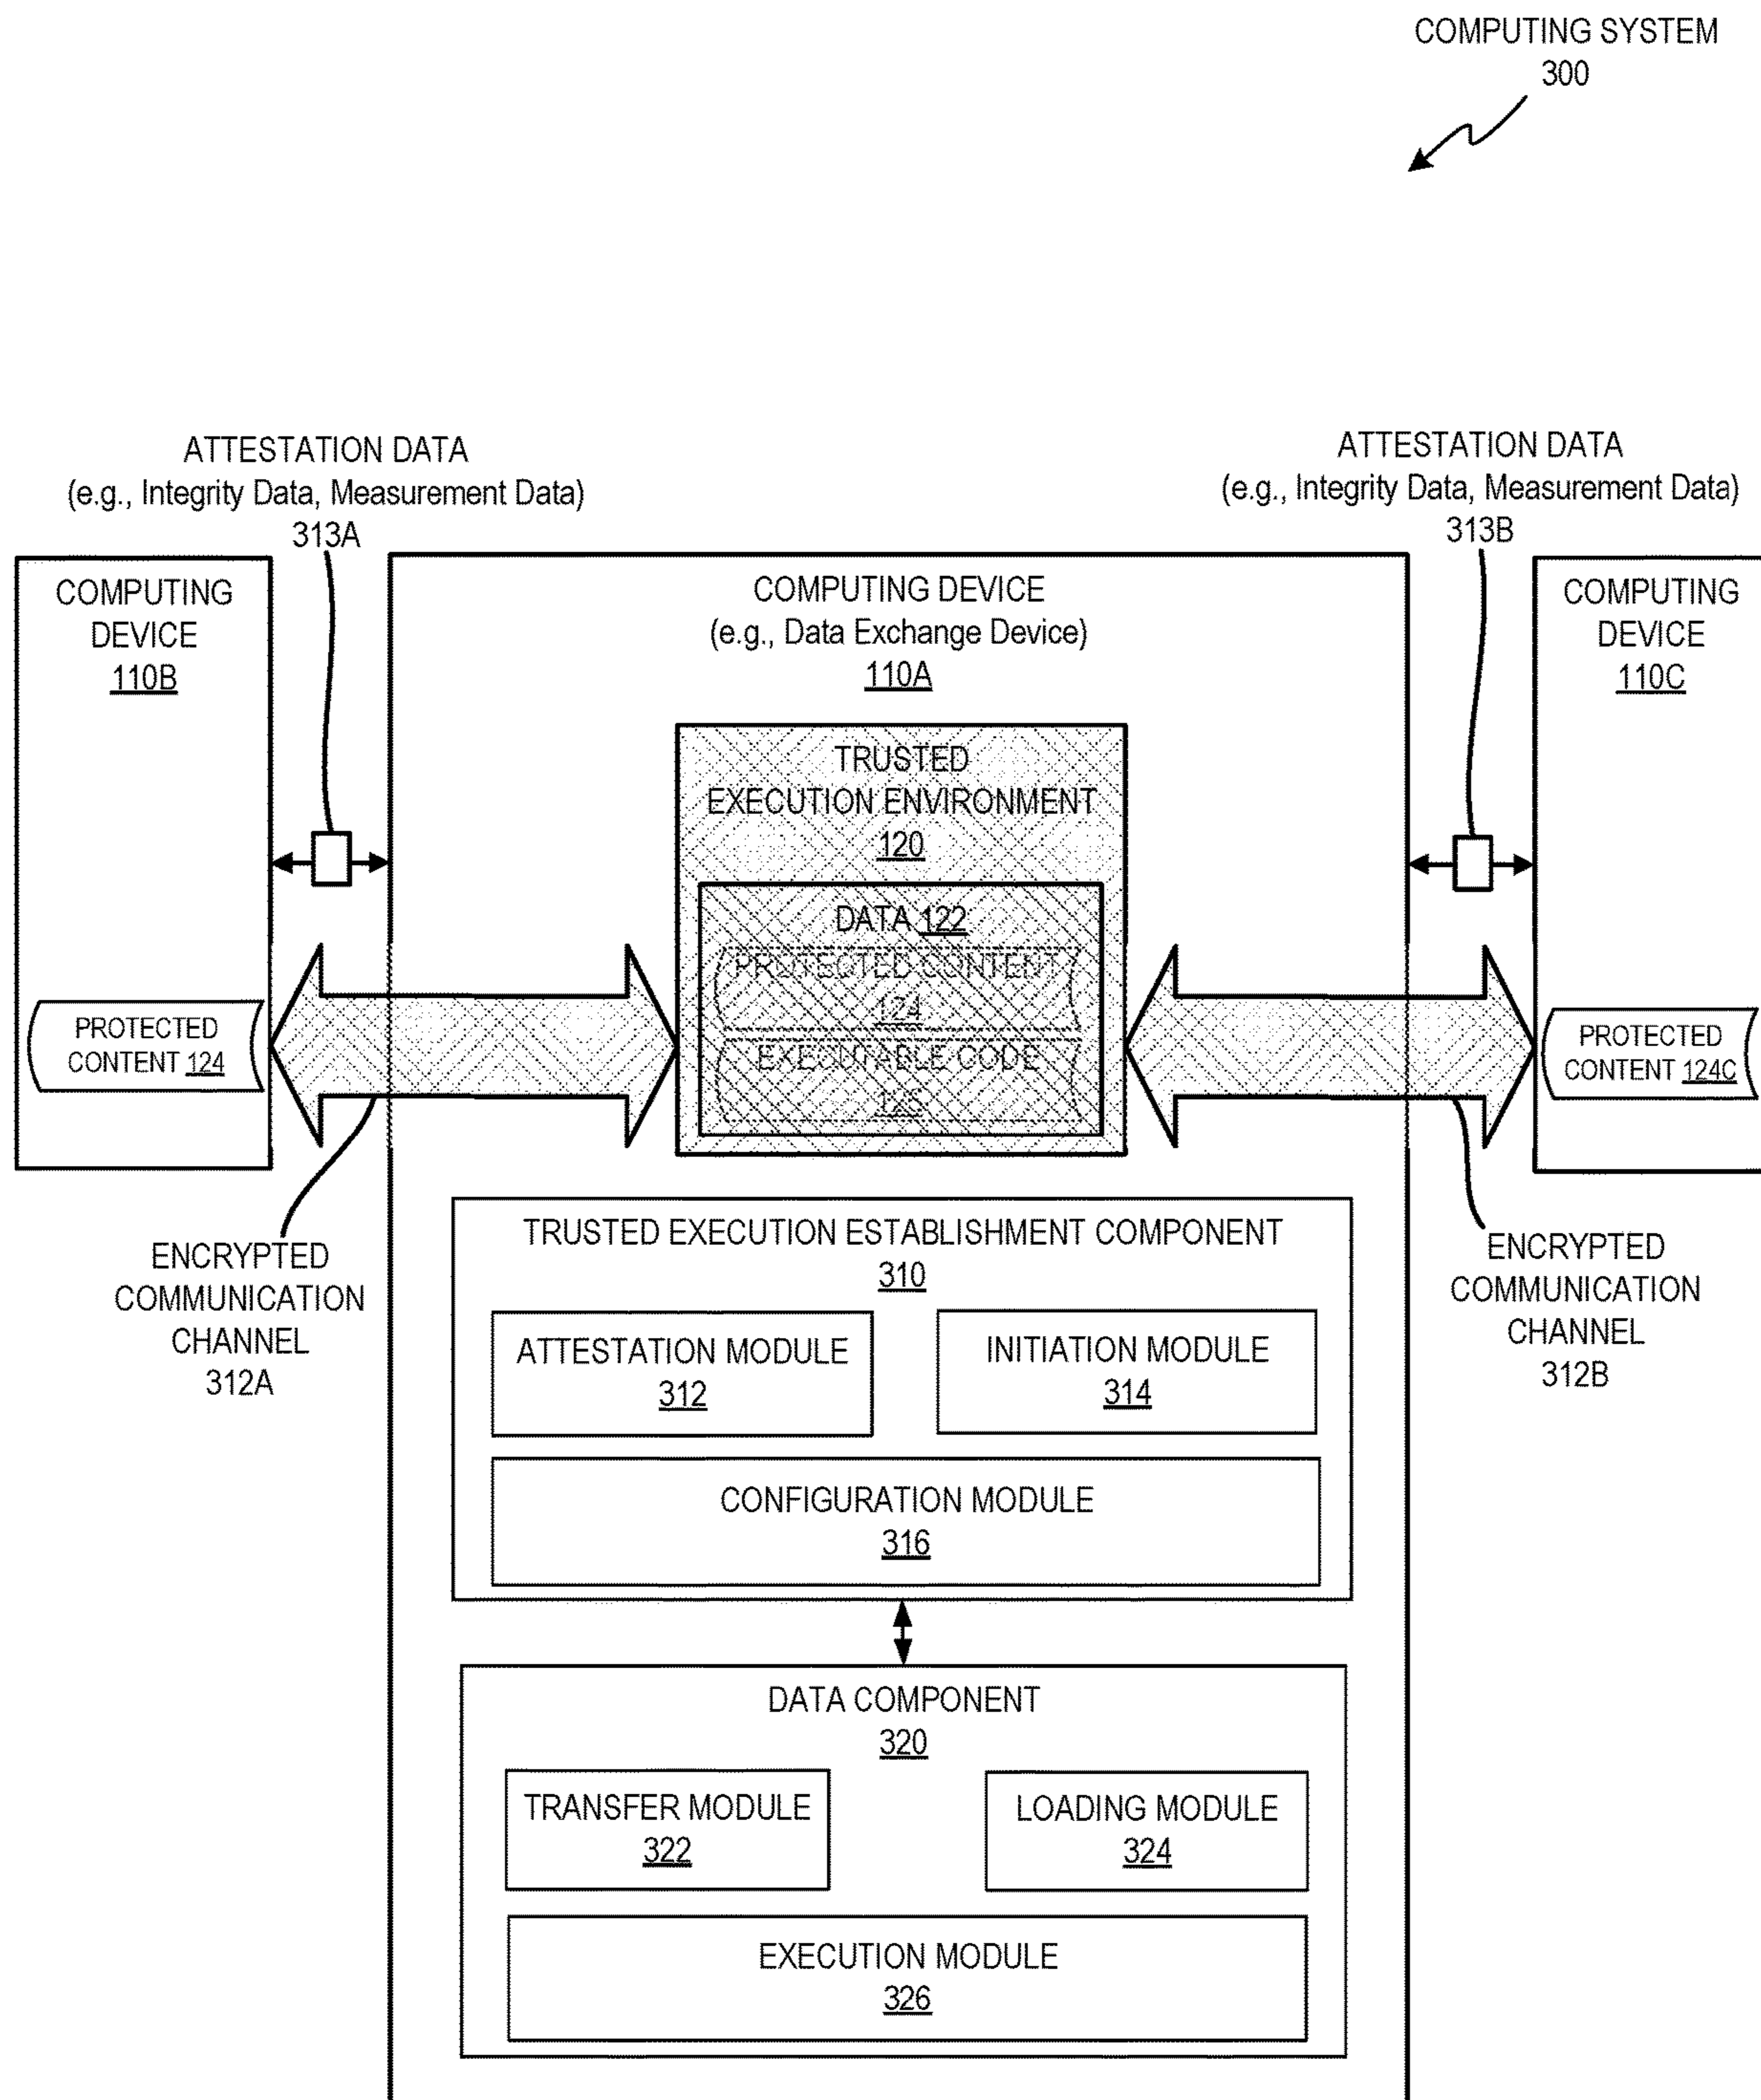 COMPUTING SYSTEM
300
ATTESTATION DATA
(e.g., Integrity Data, Measurement Data)
313A
ATTESTATION DATA
(e.g., Integrity Data, Measurement Data)
313B
COMPUTING
DEVICE
110B
COMPUTING DEVICE
(e.g., Data Exchange Device)
110A
COMPUTING
DEVICE
110C
TRUSTED
EXECUTION ENVIRONMENT
120
DATA 122
PROTECTED CONTENT
124
EXECUTABLE CODE
PROTECTED
CONTENT 124
PROTECTED
CONTENT 124C
ENCRYPTED
COMMUNICATION
CHANNEL
312A
ENCRYPTED
COMMUNICATION
CHANNEL
312B
TRUSTED EXECUTION ESTABLISHMENT COMPONENT
310
ATTESTATION MODULE
312
INITIATION MODULE
314
CONFIGURATION MODULE
316
DATA COMPONENT
320
TRANSFER MODULE
322
LOADING MODULE
324
EXECUTION MODULE
326